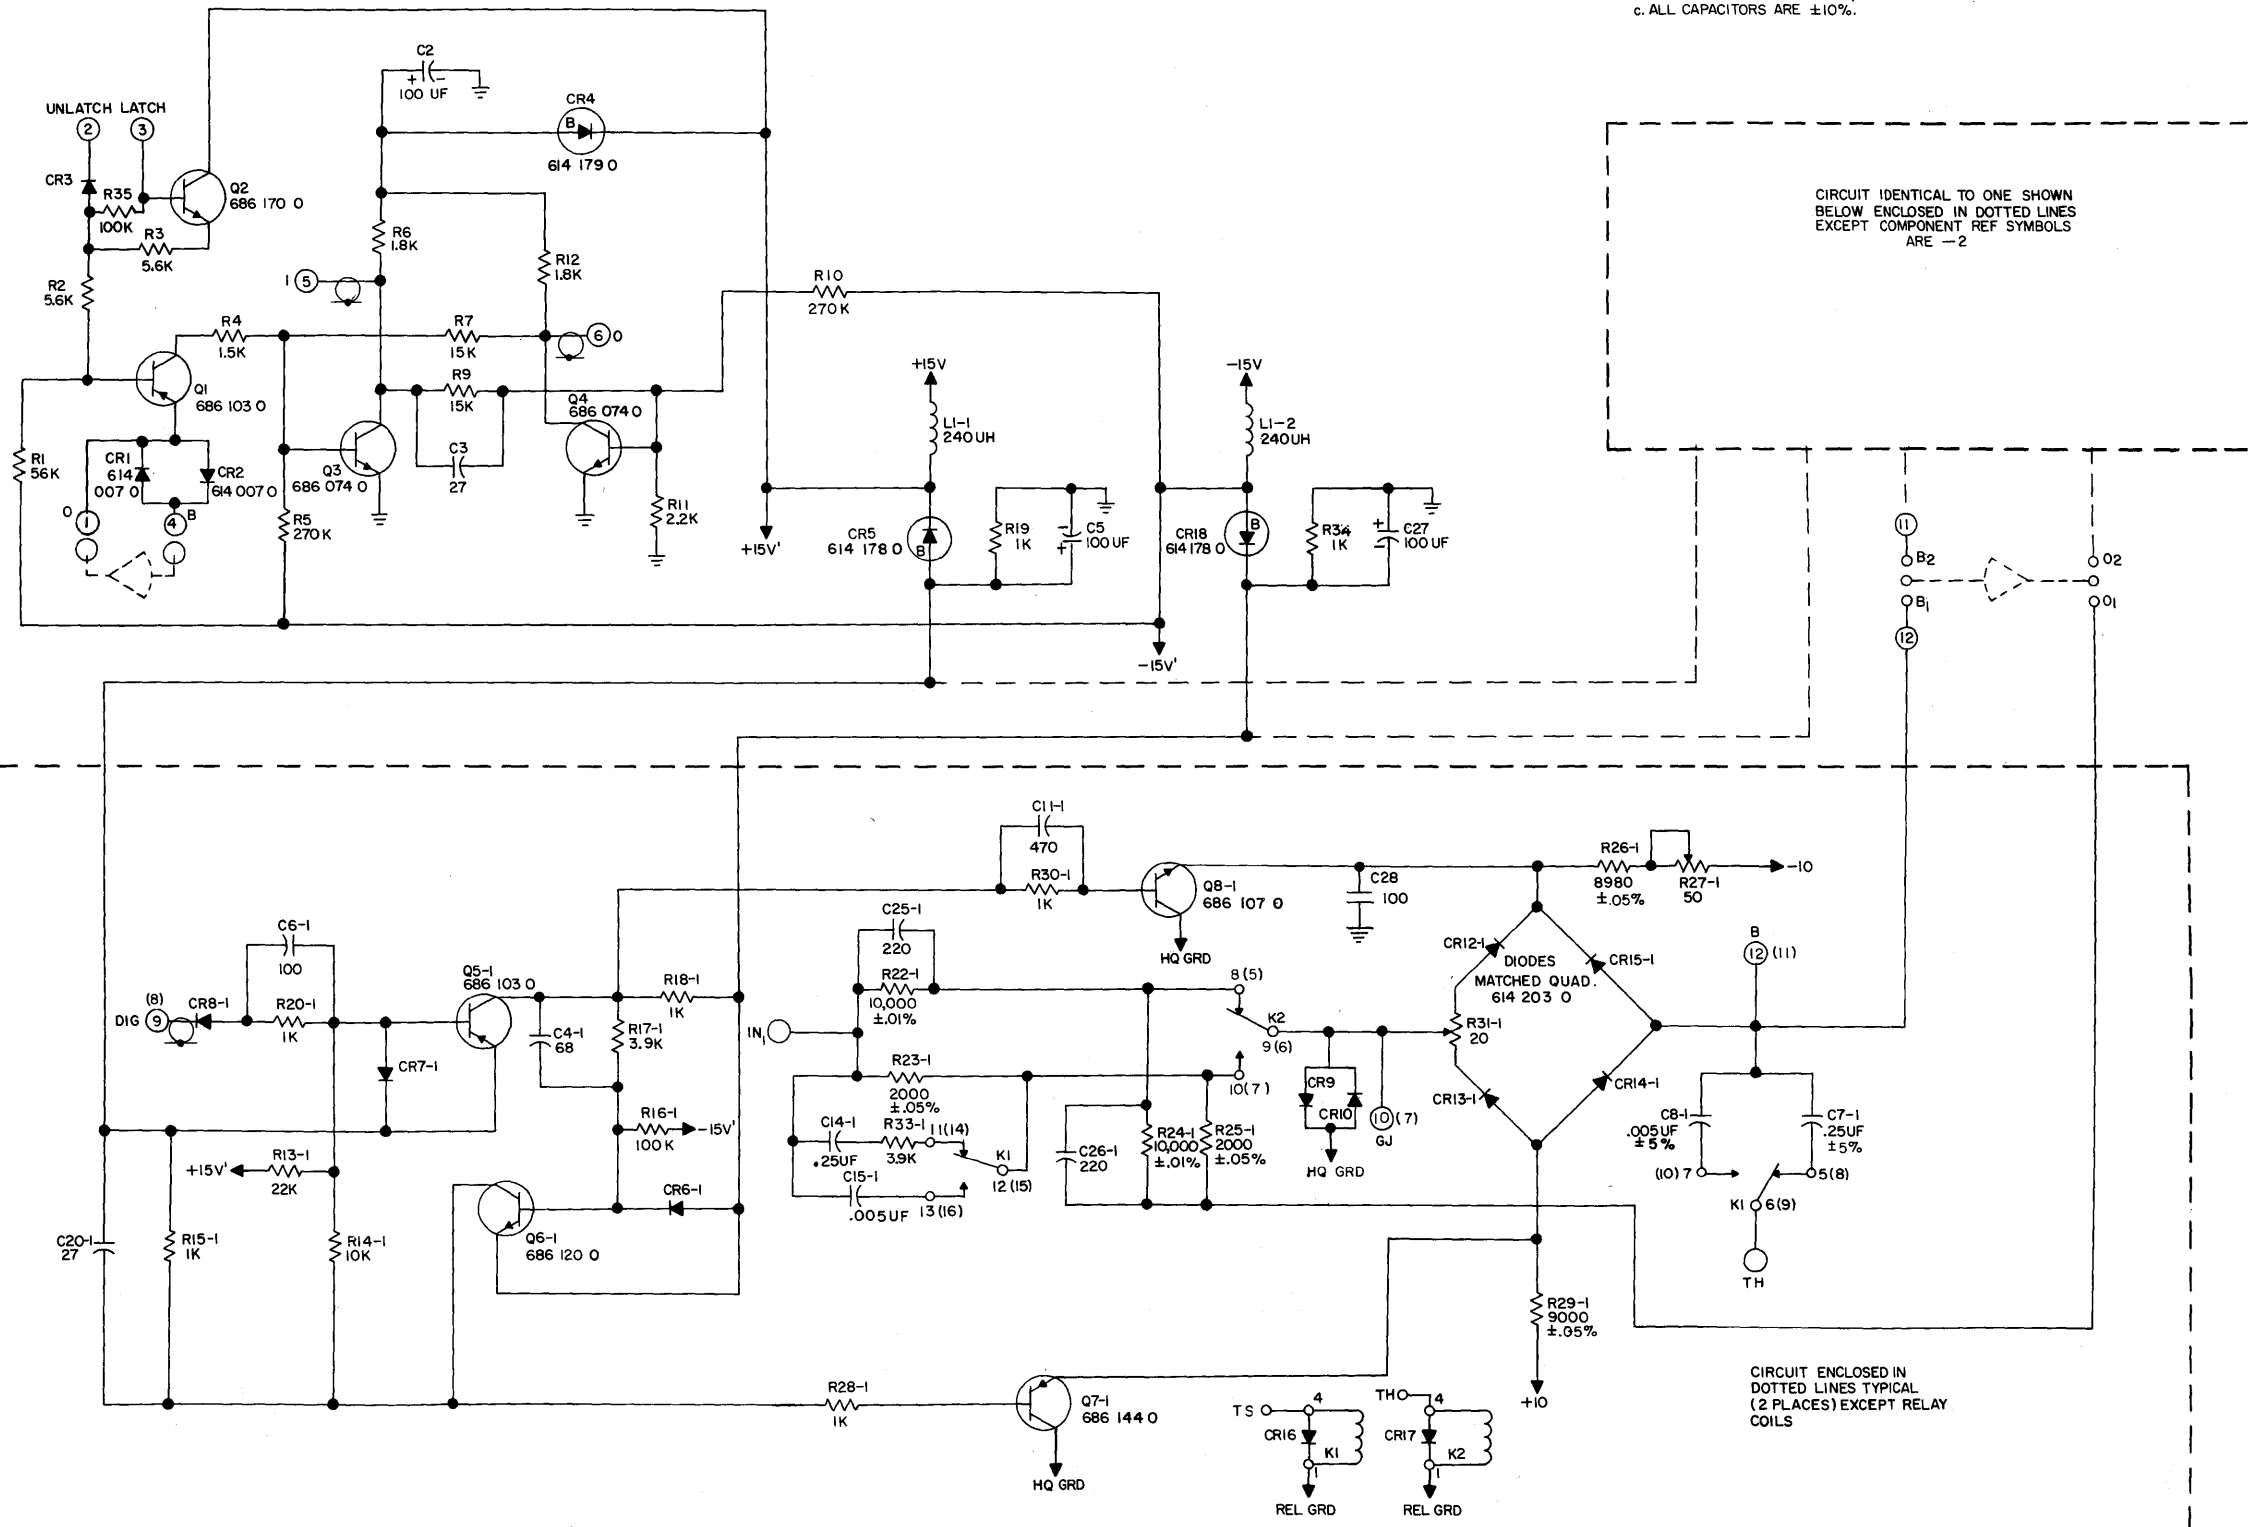 c. ALL CAPACITORS ARE ±10%.
C2
+ -
100 UF
CR4
B
614 179 0
UNLATCH LATCH
2
3
CR3
R35
100K
Q2
686 170 0
R3
5.6K
R2
5.6K
R6
1.8K
R12
1.8K
1 5
6 0
R4
1.5K
R7
15K
R9
15K
C3
27
Q1
686 103 0
Q3
686 074 0
Q4
686 074 0
R1
56K
CR1
614
007 0
CR2
614 007 0
0
1
4
B
R5
270K
R11
2.2K
R10
270K
+15V
L1-1
240UH
-15V
L1-2
240UH
+15V'
CR5
614 178 0
B
R19
1K
-
+
C5
100UF
CR18
614 178 0
B
R34
1K
+
-
C27
100UF
-15V'
CIRCUIT IDENTICAL TO ONE SHOWN
BELOW ENCLOSED IN DOTTED LINES
EXCEPT COMPONENT REF SYMBOLS
ARE -2
11
B2
B1
12
O2
O1
C11-1
470
R30-1
1K
Q8-1
686 107 0
HQ GRD
C28
100
R26-1
8980
±.05%
R27-1
50
-10
C6-1
100
(8)
DIG 9
CR8-1
R20-1
1K
CR7-1
Q5-1
686 103 0
C4-1
68
R18-1
1K
R17-1
3.9K
R16-1
100K
-15V'
+15V'
R13-1
22K
C20-1
27
R15-1
1K
R14-1
10K
CR6-1
Q6-1
686 120 0
C25-1
220
R22-1
10,000
±.01%
IN1
R23-1
2000
±.05%
C14-1
.25UF
R33-1
3.9K
11(14)
K1
12(15)
C15-1
.005UF
13(16)
C26-1
220
R24-1
10,000
±.01%
R25-1
2000
±.05%
8(5)
K2
9(6)
10(7)
CR9
CR10
HQ GRD
10 (7)
GJ
CR12-1
CR15-1
DIODES
MATCHED QUAD.
614 203 0
R31-1
20
CR13-1
CR14-1
B
12 (11)
C8-1
.005UF
±5%
C7-1
.25UF
±5%
(10) 7
5(8)
K1 6(9)
TH
R29-1
9000
±.05%
+10
R28-1
1K
Q7-1
686 144 0
HQ GRD
TS
4
CR16
K1
1
REL GRD
TH
4
CR17
K2
1
REL GRD
CIRCUIT ENCLOSED IN
DOTTED LINES TYPICAL
(2 PLACES) EXCEPT RELAY
COILS